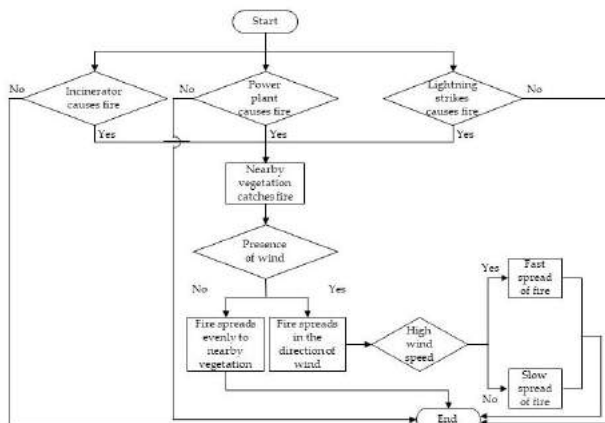 Start
No
Incinerator
causes fire
Yes
No
Power
plant
causes fire
Yes
Lightning
strikes
causes fire
No
Yes
Nearby
vegetation
catches fire
Presence
of wind
No
Yes
Fire spreads
evenly to
nearby
vegetation
Fire spreads
in the
direction of
wind
High
wind
speed
Yes
Fast
spread
of fire
No
Slow
spread
of fire
End